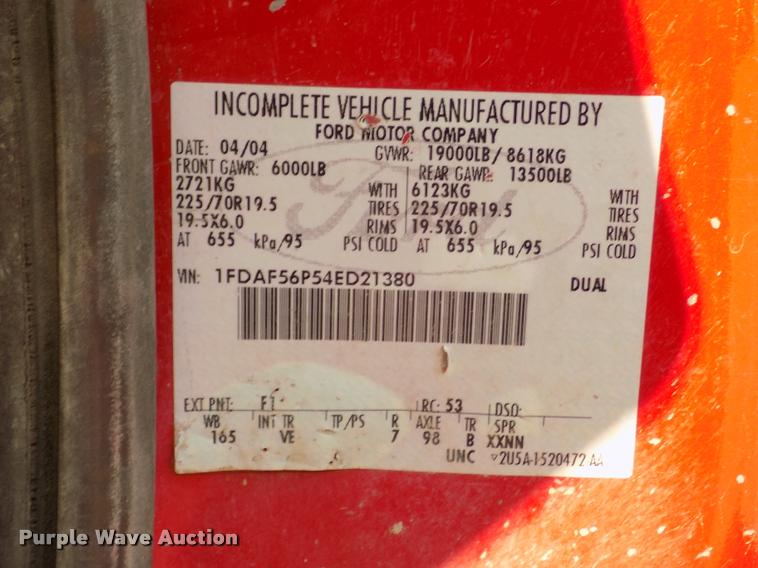 INCOMPLETE VEHICLE MANUFACTURED BY
FORD MOTOR COMPANY
DATE: 04/04 GVWR: 19000LB/ 8618KG
FRONT GAWR: 6000LB REAR GAWR: 13500LB
2721KG WITH 6123KG WITH
225/70R19.5 TIRES 225/70R19.5 TIRES
19.5X6.0 RIMS 19.5X6.0 RIMS
AT 655 kPa/95 PSI COLD AT 655 kPa/95 PSI COLD
VIN: 1FDAF56P54ED21380 DUAL
Ford
EXT PNT: F1 RC: 53 DSO:
WB INT TR TP/PS R AXLE TR SPR
165 VE 7 98 B XXNN
UNC 2U5A-1520472-AA
Purple Wave Auction